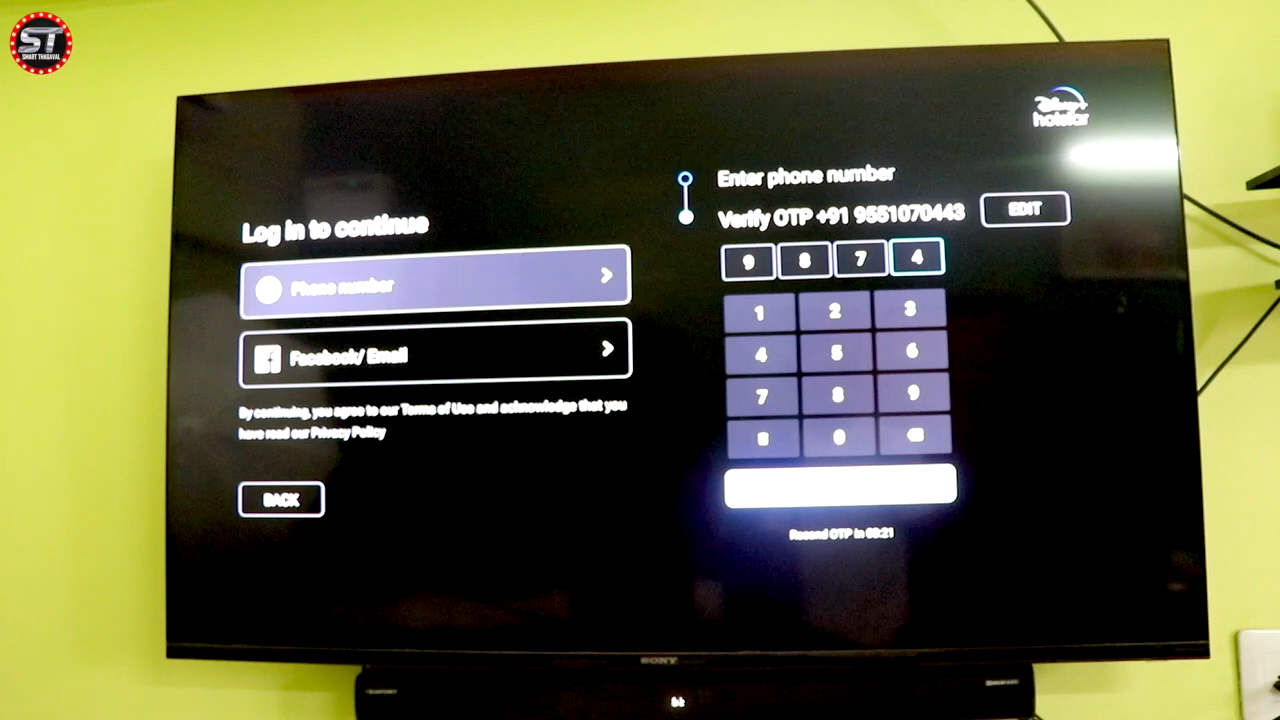 ST
SMART THAGAVAL
Disney+
hotstar
Log in to continue
Phone number
Facebook/ Email
By continuing, you agree to our Terms of Use and acknowledge that you
have read our Privacy Policy
BACK
Enter phone number
Verify OTP +91 9551070443
EDIT
9 8 7 4
1 2 3
4 5 6
7 8 9
0
Resend OTP in 00:21
SONY